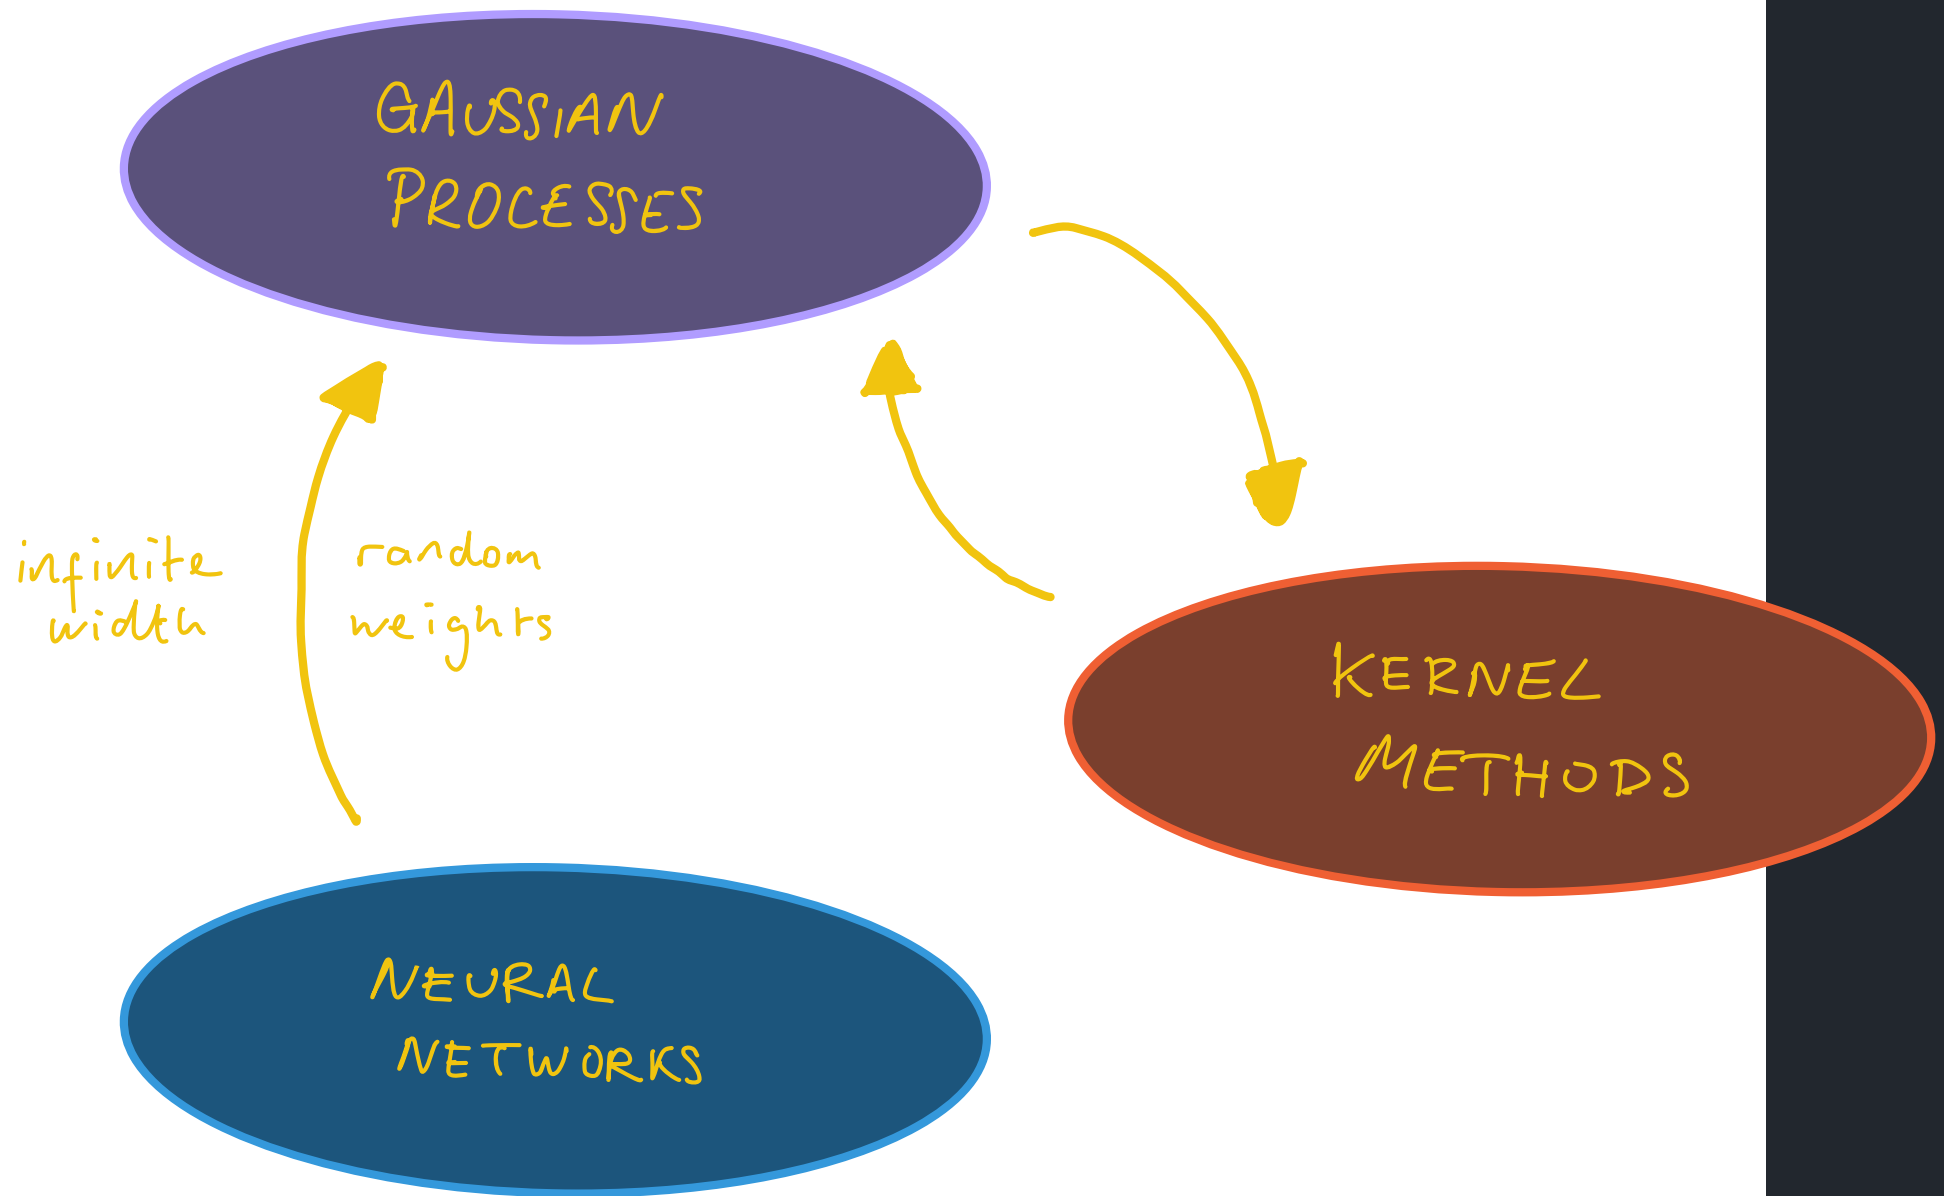 GAUSSIAN
PROCESSES
infinite
width
random
weights
KERNEL
METHODS
NEURAL
NETWORKS